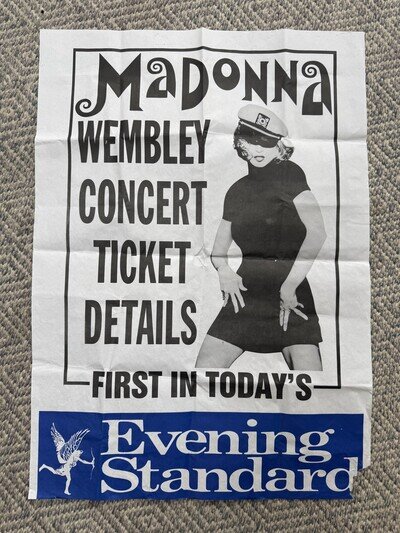 MADONNA
WEMBLEY
CONCERT
TICKET
DETAILS
FIRST IN TODAY'S
Evening
Standard